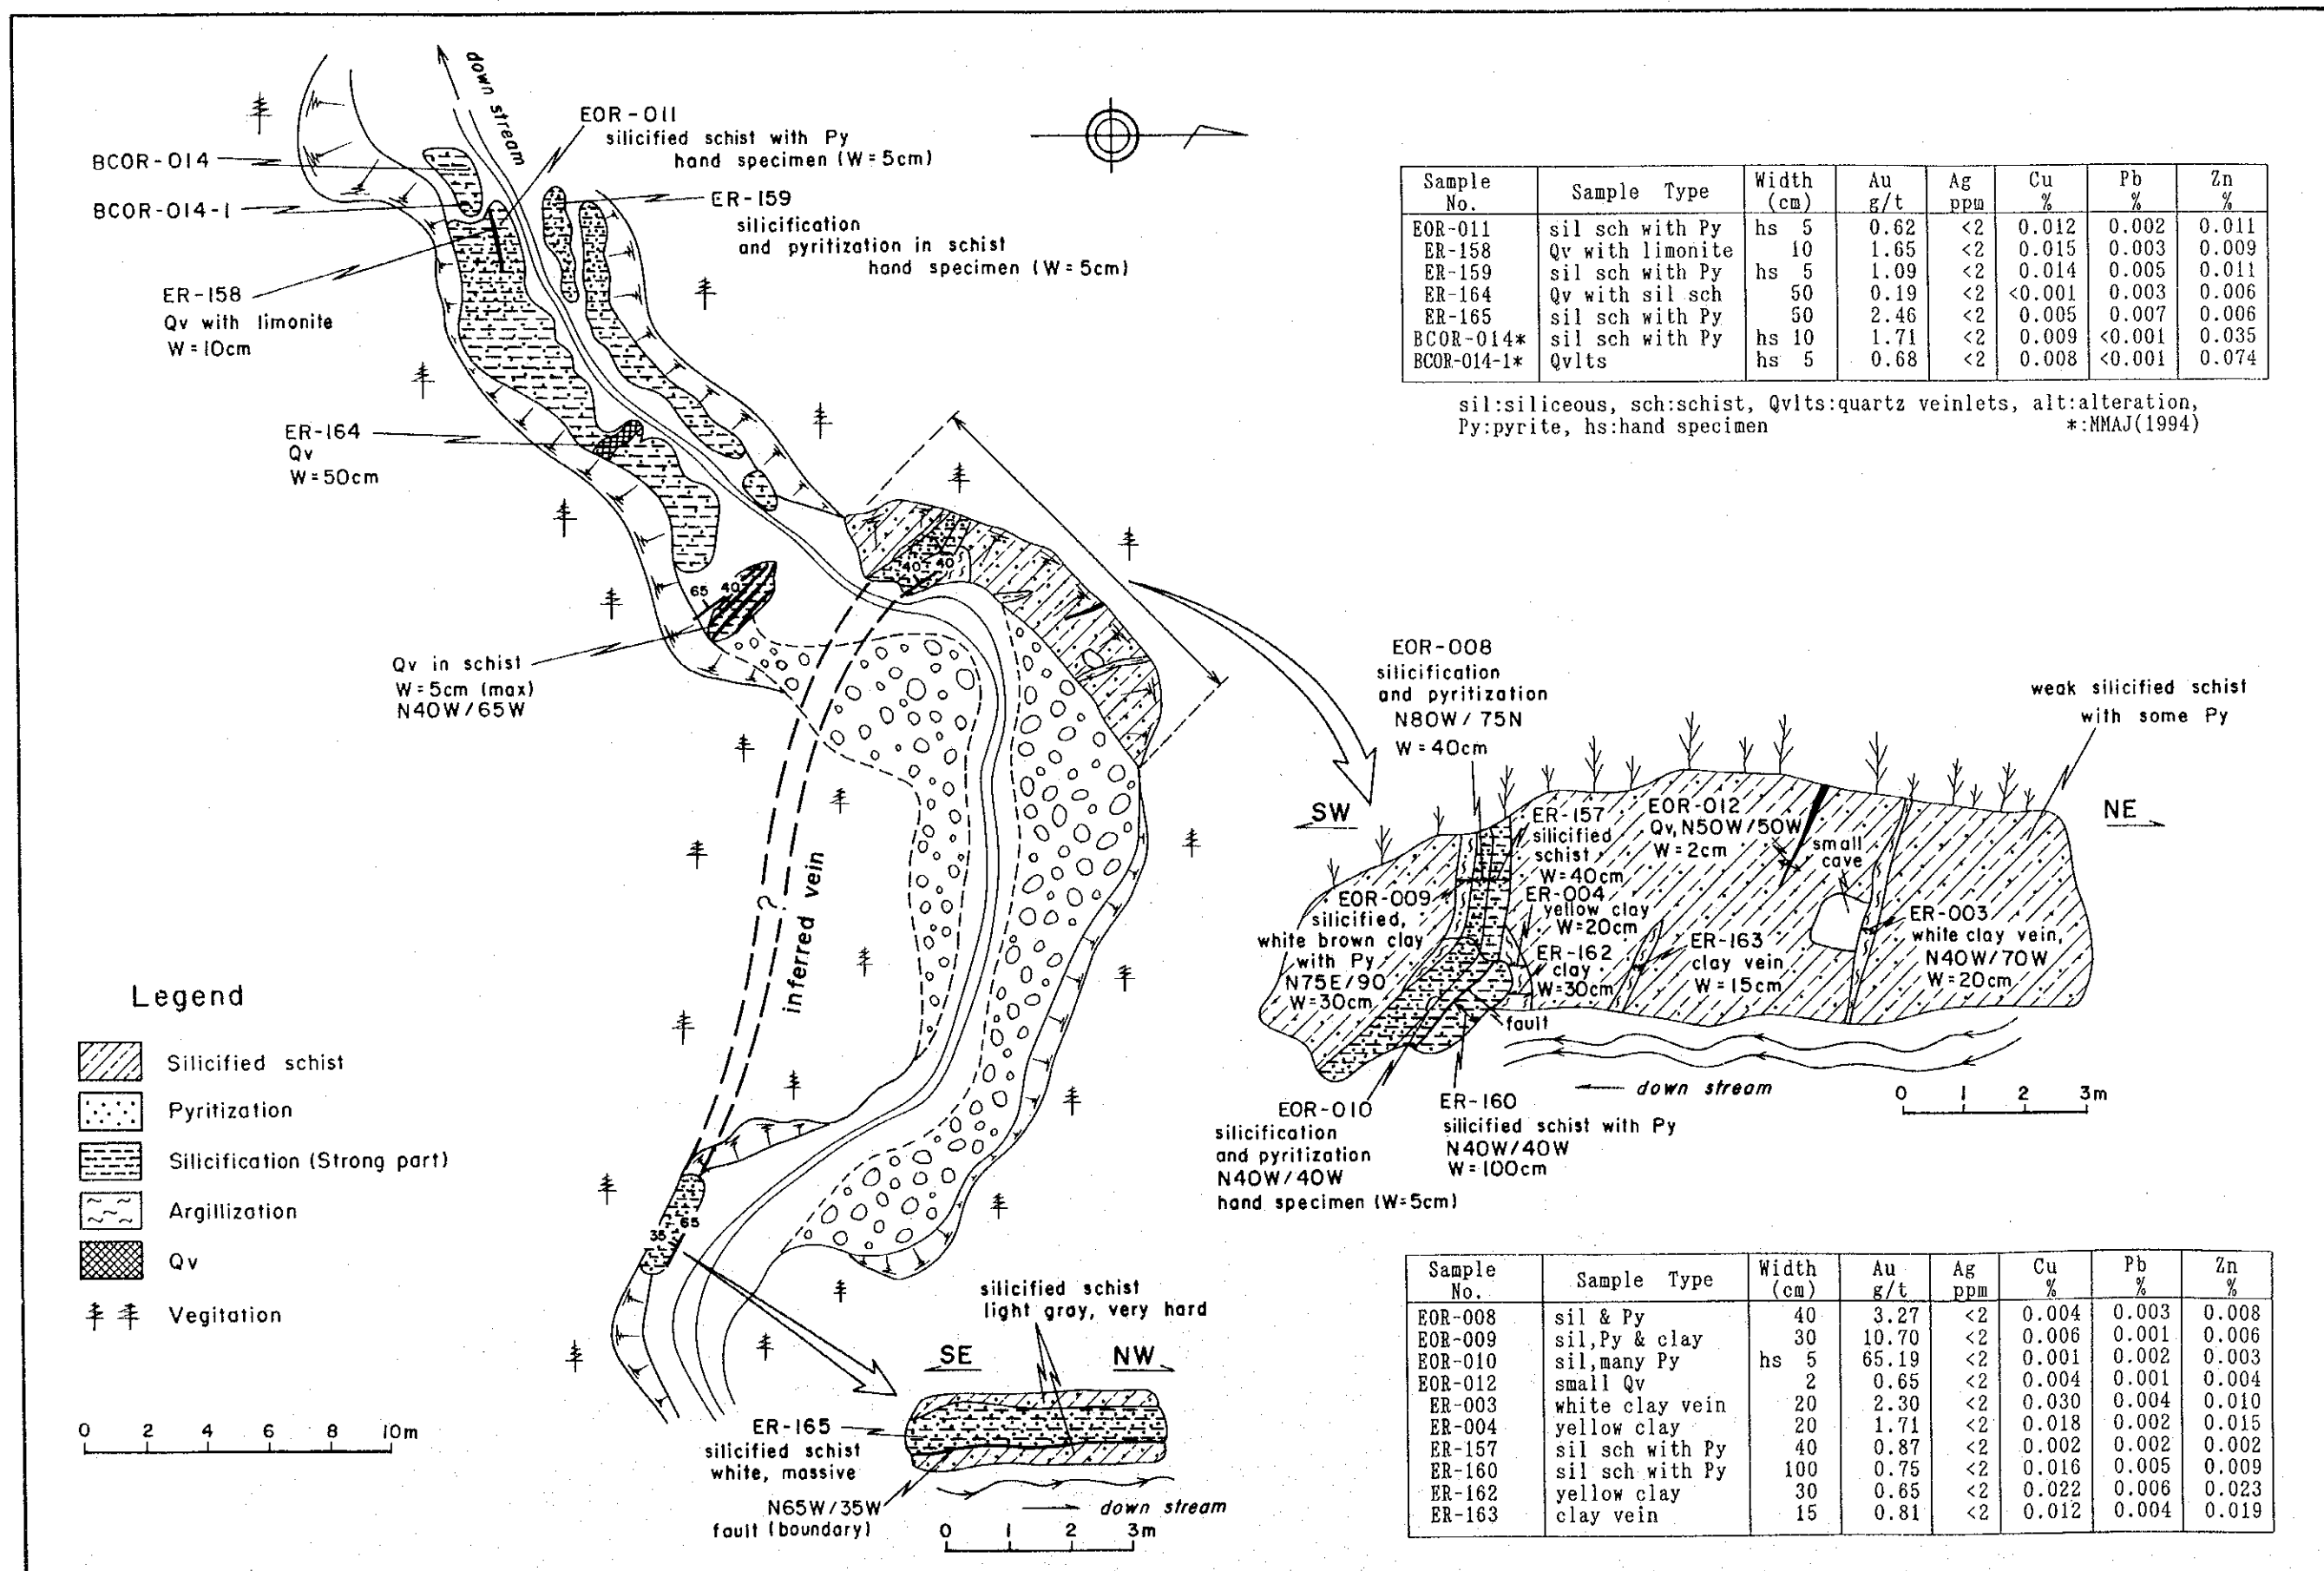 down stream
EOR-011
silicified schist with Py
hand specimen (W=5cm)
BCOR-014
BCOR-014-1
ER-159
silicification
and pyritization in schist
hand specimen (W=5cm)
ER-158
Qv with limonite
W=10cm
ER-164
Qv
W=50cm
65 40
40 40
Qv in schist
W=5cm (max)
N40W/65W
?
inferred vein
35 65
Sample No. Sample Type Width (cm) Au g/t Ag ppm Cu % Pb % Zn %
EOR-011 sil sch with Py hs 5 0.62 <2 0.012 0.002 0.011
ER-158 Qv with limonite 10 1.65 <2 0.015 0.003 0.009
ER-159 sil sch with Py hs 5 1.09 <2 0.014 0.005 0.011
ER-164 Qv with sil sch 50 0.19 <2 <0.001 0.003 0.006
ER-165 sil sch with Py 50 2.46 <2 0.005 0.007 0.006
BCOR-014* sil sch with Py hs 10 1.71 <2 0.009 <0.001 0.035
BCOR-014-1* Qvlts hs 5 0.68 <2 0.008 <0.001 0.074
sil:siliceous, sch:schist, Qvlts:quartz veinlets, alt:alteration,
Py:pyrite, hs:hand specimen *:MMAJ(1994)
EOR-008
silicification
and pyritization
N80W/75N
W=40cm
weak silicified schist
with some Py
SW
NE
ER-157
silicified
schist
W=40cm
EOR-012
Qv, N50W/50W
W=2cm
small
cave
EOR-009
silicified,
white brown clay
with Py
N75E/90
W=30cm
ER-004
yellow clay
W=20cm
ER-162
clay
W=30cm
ER-163
clay vein
W=15cm
ER-003
white clay vein,
N40W/70W
W=20cm
fault
down stream
0 1 2 3m
EOR-010
silicification
and pyritization
N40W/40W
hand specimen (W=5cm)
ER-160
silicified schist with Py
N40W/40W
W=100cm
Legend
Silicified schist
Pyritization
Silicification (Strong part)
Argillization
Qv
Vegitation
0 2 4 6 8 10m
silicified schist
light gray, very hard
SE
NW
ER-165
silicified schist
white, massive
N65W/35W
fault (boundary)
down stream
0 1 2 3m
Sample No. Sample Type Width (cm) Au g/t Ag ppm Cu % Pb % Zn %
EOR-008 sil & Py 40 3.27 <2 0.004 0.003 0.008
EOR-009 sil,Py & clay 30 10.70 <2 0.006 0.001 0.006
EOR-010 sil,many Py hs 5 65.19 <2 0.001 0.002 0.003
EOR-012 small Qv 2 0.65 <2 0.004 0.001 0.004
ER-003 white clay vein 20 2.30 <2 0.030 0.004 0.010
ER-004 yellow clay 20 1.71 <2 0.018 0.002 0.015
ER-157 sil sch with Py 40 0.87 <2 0.002 0.002 0.002
ER-160 sil sch with Py 100 0.75 <2 0.016 0.005 0.009
ER-162 yellow clay 30 0.65 <2 0.022 0.006 0.023
ER-163 clay vein 15 0.81 <2 0.012 0.004 0.019